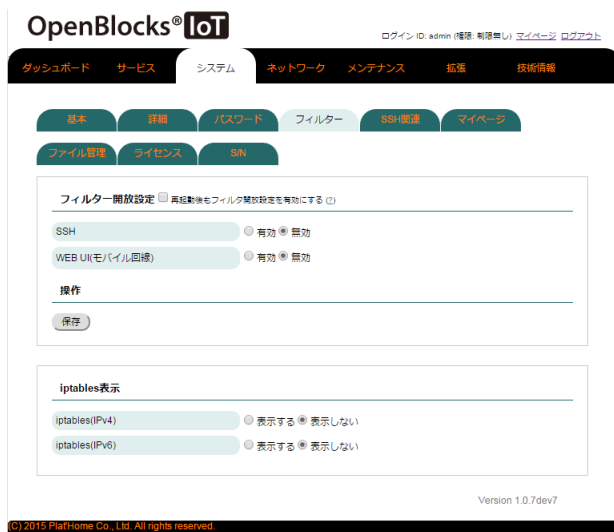 OpenBlocks® IoT
ログイン ID: admin (権限: 制限無し) マイページ ログアウト
ダッシュボード サービス システム ネットワーク メンテナンス 拡張 技術情報
基本 詳細 パスワード フィルター SSH関連 マイページ
ファイル管理 ライセンス S/N
フィルター開放設定 再起動後もフィルタ開放設定を有効にする (?)
SSH 有効 無効
WEB UI(モバイル回線) 有効 無効
操作
保存
iptables表示
iptables(IPv4) 表示する 表示しない
iptables(IPv6) 表示する 表示しない
Version 1.0.7dev7
(C) 2015 Plat'Home Co., Ltd. All rights reserved.